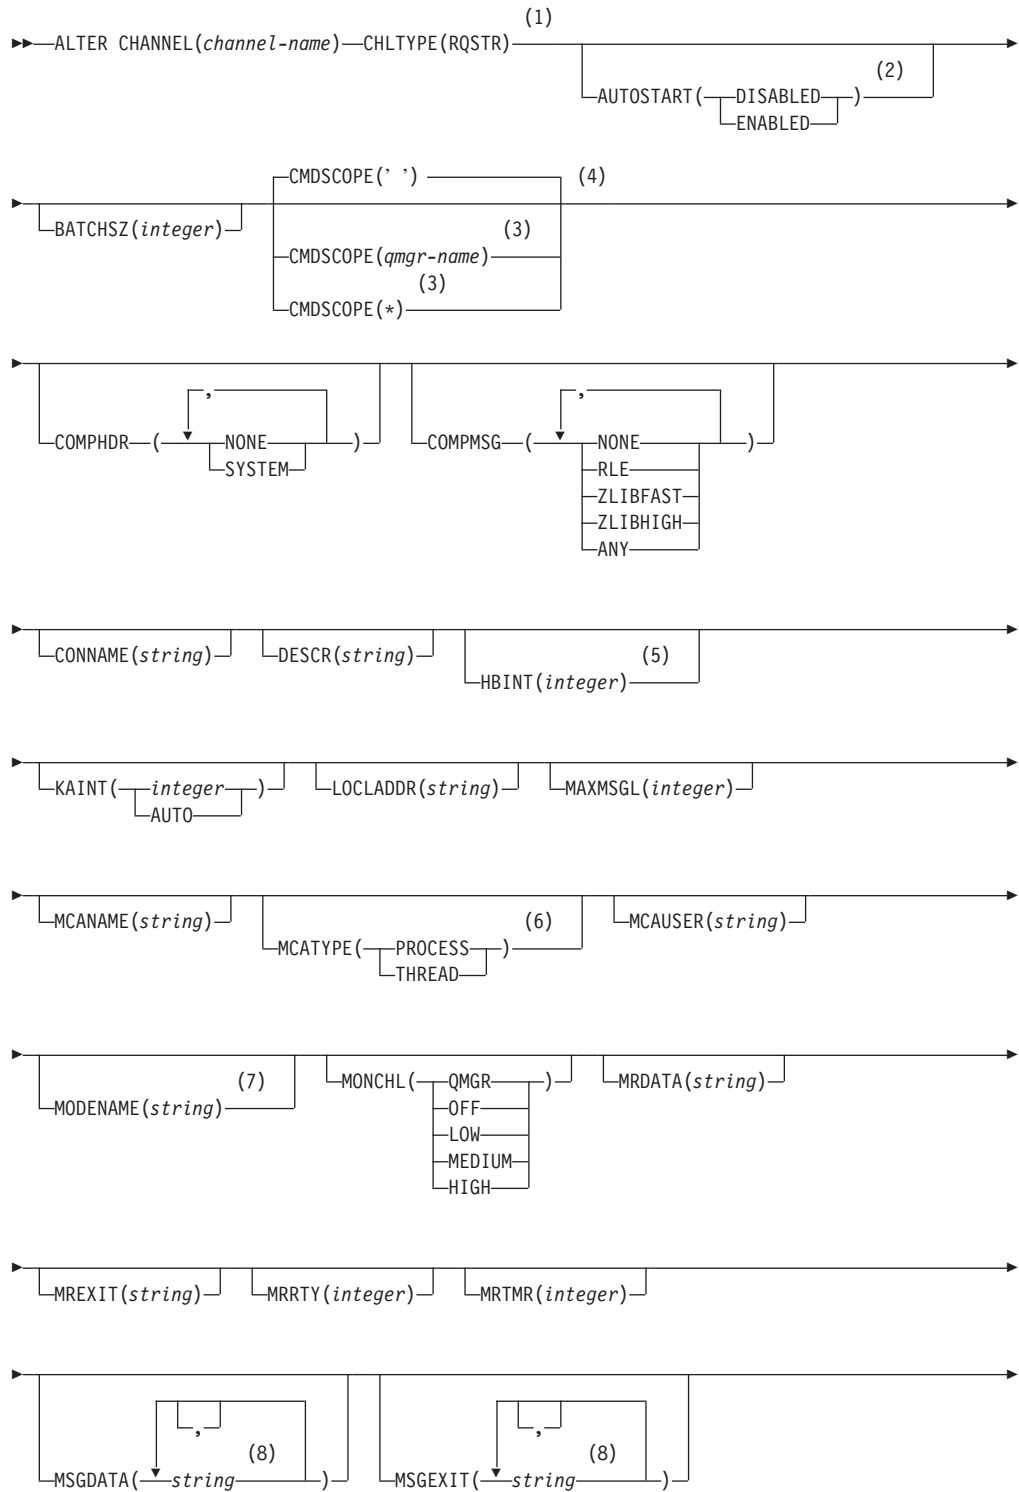 (1)
ALTER CHANNEL(channel-name) CHLTYPE(RQSTR)
(2)
AUTOSTART( DISABLED )
ENABLED
CMDSCOPE(’ ’) (4)
BATCHSZ(integer)
(3)
CMDSCOPE(qmgr-name)
(3)
CMDSCOPE(*)
, ,
COMPHDR ( NONE ) COMPMSG ( NONE )
SYSTEM RLE
ZLIBFAST
ZLIBHIGH
ANY
CONNAME(string) DESCR(string) (5)
HBINT(integer)
KAINT( integer ) LOCLADDR(string) MAXMSGL(integer)
AUTO
MCANAME(string) (6) MCAUSER(string)
MCATYPE( PROCESS )
THREAD
(7) MONCHL( QMGR ) MRDATA(string)
MODENAME(string) OFF
LOW
MEDIUM
HIGH
MREXIT(string) MRRTY(integer) MRTMR(integer)
, ,
(8) (8)
MSGDATA( string ) MSGEXIT( string )